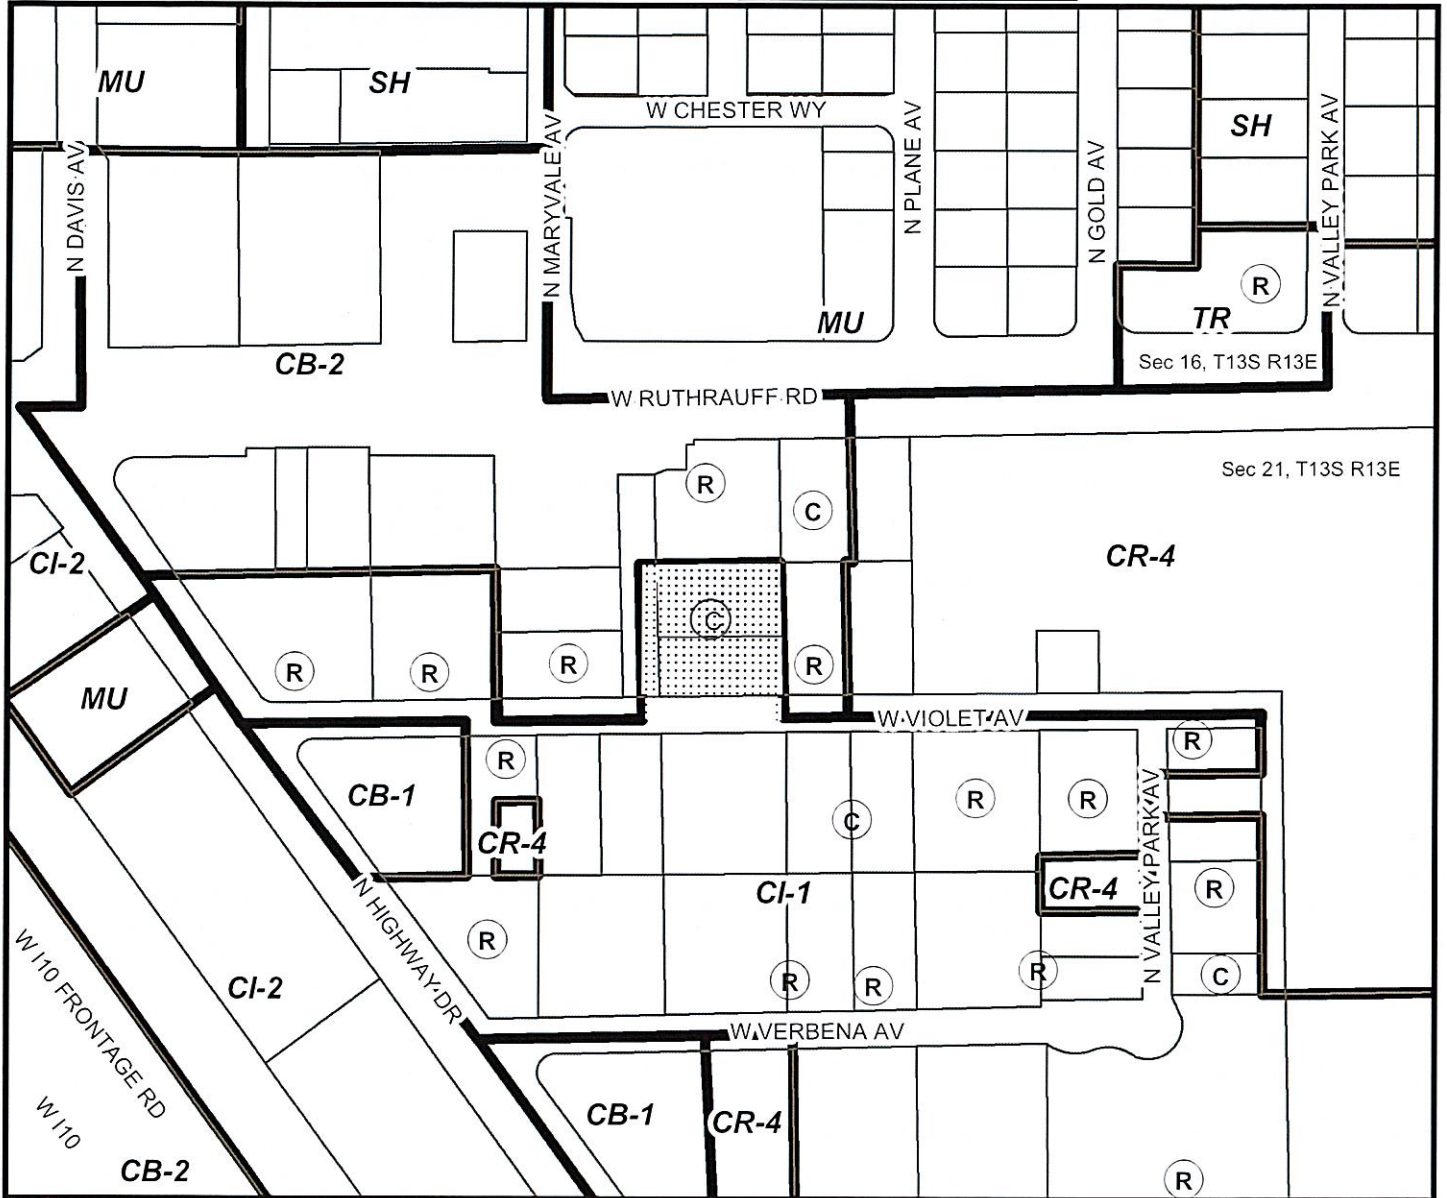 MU
SH
W CHESTER WY
SH
N DAVIS AV
N MARYVALE AV
N PLANE AV
N GOLD AV
N VALLEY PARK AV
R
MU
TR
CB-2
Sec 16, T13S R13E
W RUTHRAUFF RD
Sec 21, T13S R13E
R
C
CI-2
CR-4
C
R
R
R
R
MU
W VIOLET AV
R
R
CB-1
R
R
C
CR-4
N VALLEY PARK AV
CI-1
CR-4
R
R
N HIGHWAY DR
R
R
R
C
CI-2
W I10 FRONTAGE RD
W VERBENA AV
W I10
CB-1
CR-4
CB-2
R